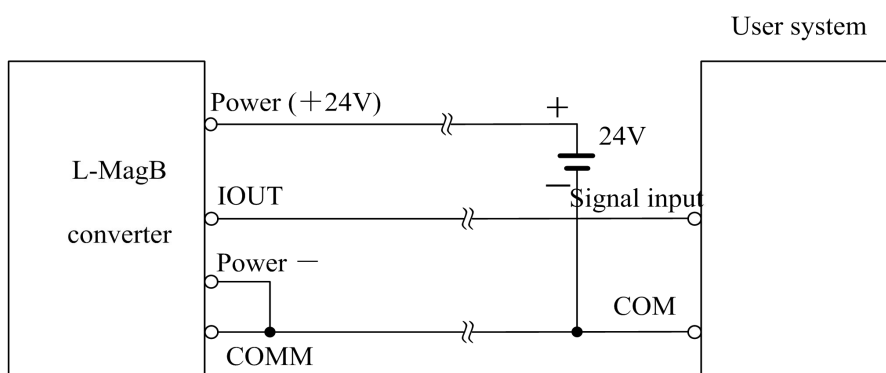 User system
Power (＋24V)
＋
24V
L-MagB
－
IOUT
Signal input
converter
Power －
COM
COMM